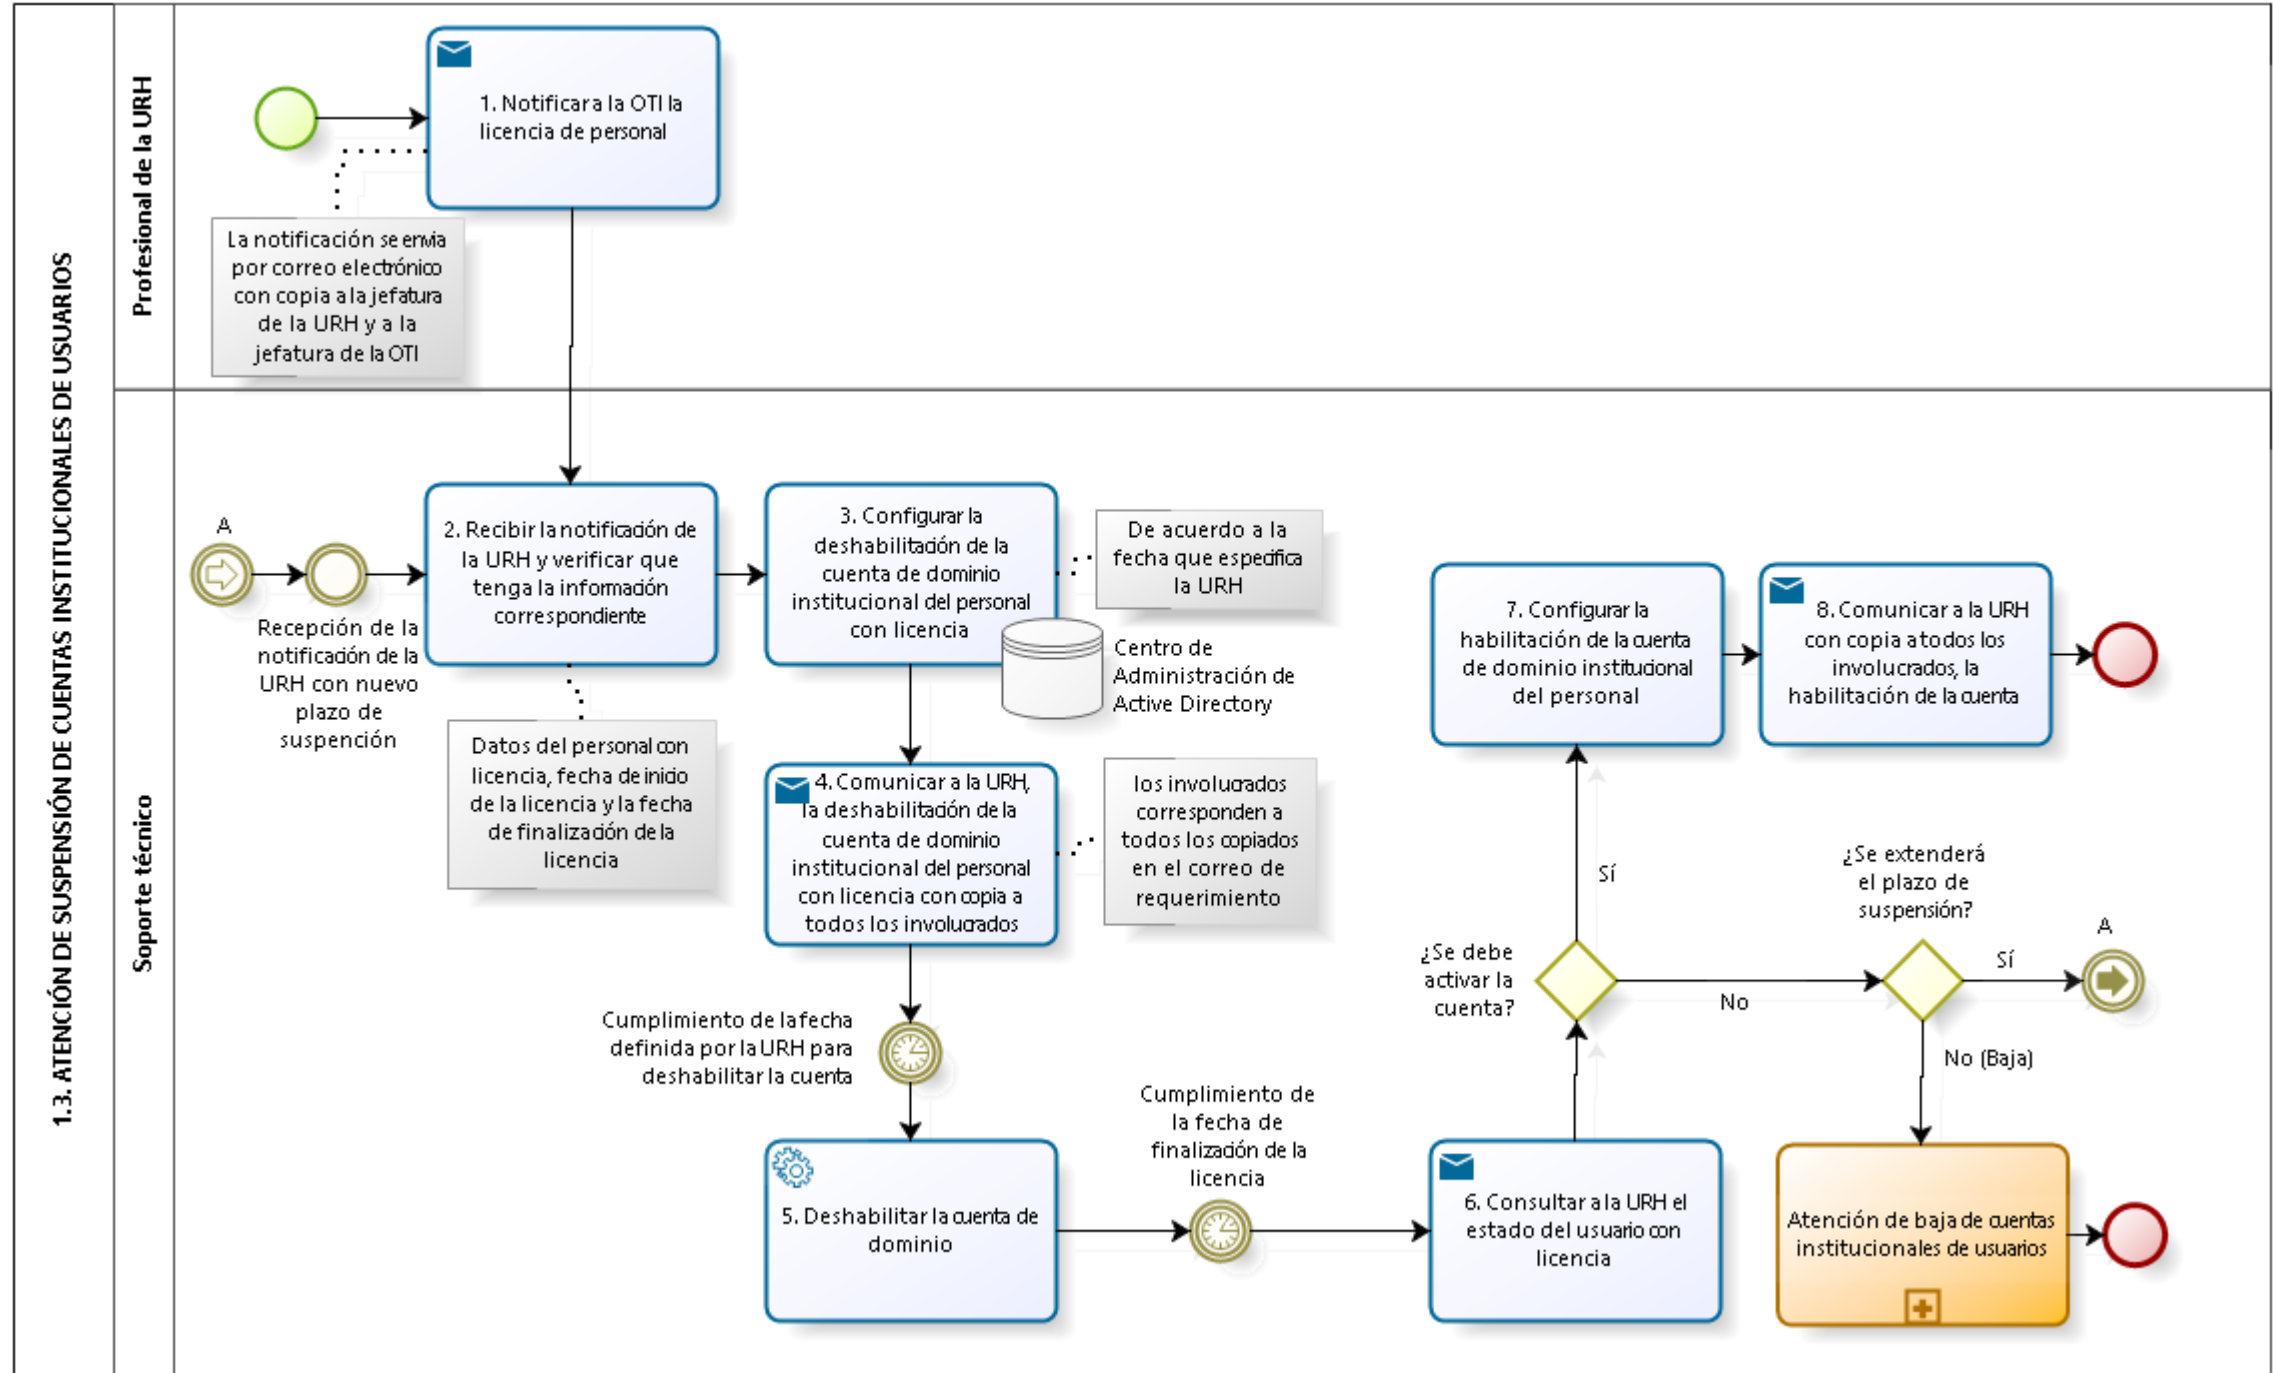 1.3. ATENCIÓN DE SUSPENSIÓN DE CUENTAS INSTITUCIONALES DE USUARIOS
Profesional de la URH
1. Notificar a la OTI la
licencia de personal
La notificación se envia
por correo electrónico
con copia a la jefatura
de la URH y a la
jefatura de la OTI
Soporte técnico
A
Recepción de la
notificación de la
URH con nuevo
plazo de
suspención
2. Recibir la notificación de
la URH y verificar que
tenga la información
correspondiente
Datos del personal con
licencia, fecha de inicio
de la licencia y la fecha
de finalización de la
licencia
3. Configurar la
deshabilitación de la
cuenta de dominio
institucional del personal
con licencia
De acuerdo a la
fecha que especifica
la URH
Centro de
Administración de
Active Directory
4. Comunicar a la URH,
la deshabilitación de la
cuenta de dominio
institucional del personal
con licencia con copia a
todos los involucrados
los involucrados
corresponden a
todos los copiados
en el correo de
requerimiento
Cumplimiento de la fecha
definida por la URH para
deshabilitar la cuenta
5. Deshabilitar la cuenta de
dominio
Cumplimiento de
la fecha de
finalización de la
licencia
6. Consultar a la URH el
estado del usuario con
licencia
¿Se debe
activar la
cuenta?
Sí
No
7. Configurar la
habilitación de la cuenta
de dominio institucional
del personal
8. Comunicar a la URH
con copia a todos los
involucrados, la
habilitación de la cuenta
¿Se extenderá
el plazo de
suspensión?
Sí
A
No (Baja)
Atención de baja de cuentas
institucionales de usuarios